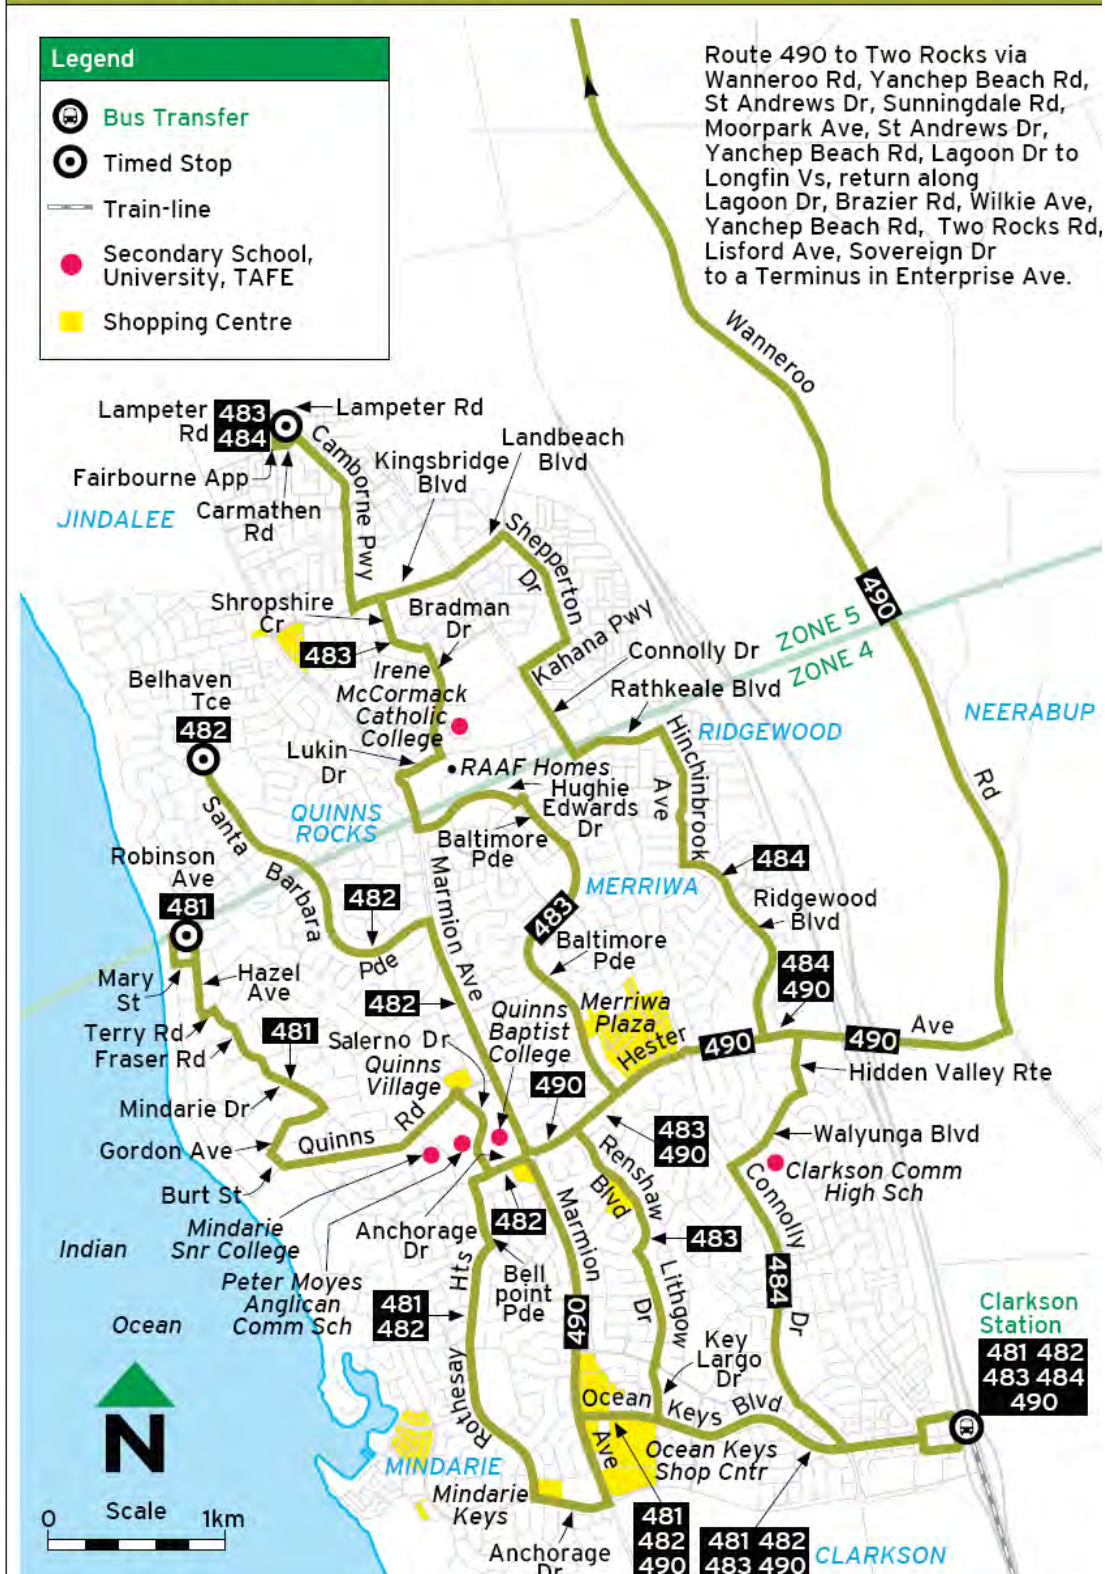 Legend
Bus Transfer
Timed Stop
Train-line
Secondary School,
University, TAFE
Shopping Centre
Route 490 to Two Rocks via
Wanneroo Rd, Yanchep Beach Rd,
St Andrews Dr, Sunningdale Rd,
Moorpark Ave, St Andrews Dr,
Yanchep Beach Rd, Lagoon Dr to
Longfin Vs, return along
Lagoon Dr, Brazier Rd, Wilkie Ave,
Yanchep Beach Rd, Two Rocks Rd,
Lisford Ave, Sovereign Dr
to a Terminus in Enterprise Ave.
Wanneroo
Lampeter
Rd
483
484
Lampeter Rd
Fairbourne App
Carmathen
Rd
Camborne Pwy
Kingsbridge
Blvd
Landbeach
Blvd
JINDALEE
Shepperton
Dr
490
Shropshire
Cr
483
Bradman
Dr
Kahana Pwy
ZONE 5
ZONE 4
Connolly Dr
Rathkeale Blvd
Irene
McCormack
Catholic
College
Belhaven
Tce
482
Hinchinbrook
Ave
RIDGEWOOD
NEERABUP
Lukin
Dr
RAAF Homes
Hughie
Edwards
Dr
Rd
QUINNS
ROCKS
Santa
Barbara
Pde
Baltimore
Pde
Robinson
Ave
481
Marmion Ave
482
484
MERRIWA
483
Ridgewood
Blvd
Baltimore
Pde
484
490
Mary
St
Hazel
Ave
482
Quinns
Baptist
College
Merriwa
Plaza
Terry Rd
Fraser Rd
481
Salerno Dr
Quinns
Village
Hester
490
490
Ave
490
Hidden Valley Rte
Mindarie Dr
Gordon Ave
Quinns
Rd
483
490
Walyunga Blvd
Clarkson Comm
High Sch
Burt St
Renshaw
Blvd
Connolly
Dr
Mindarie
Snr College
Anchorage
Dr
482
Marmion
Ave
483
Indian
Ocean
Peter Moyes
Anglican
Comm Sch
481
482
Bell
point
Pde
Rothesay
Hts
490
Lithgow
Dr
484
Key
Largo
Dr
Clarkson
Station
481 482
483 484
490
N
Ocean
Keys
Blvd
Ocean Keys
Shop Cntr
MINDARIE
Mindarie
Keys
Scale
0
1km
Anchorage
Dr
481
482
490
481 482
483 490
CLARKSON